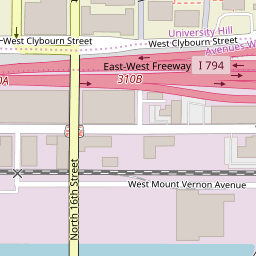 University Hill
West Clybourn Street
West Clybourn Street
Avenues W
East-West Freeway
I 794
310B
0A
North 16th Street
West Mount Vernon Avenue